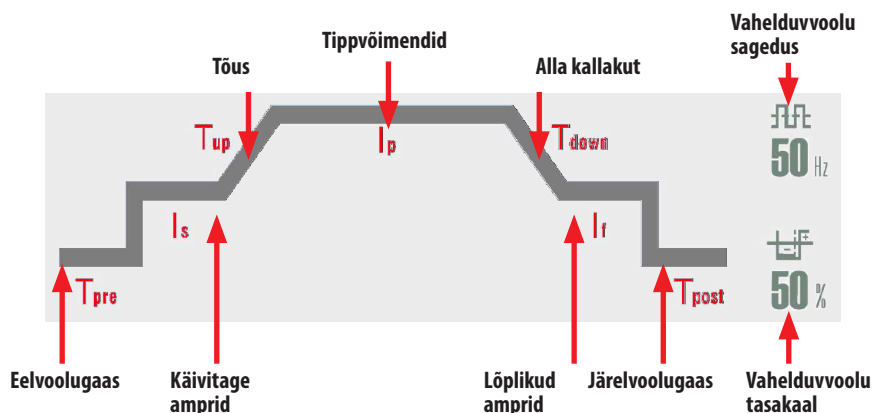 Tippvõimendid
Vahelduvvoolu
sagedus
Tõus
Alla kallakut
Tup
Ip
Tdown
50 Hz
Is
If
Tpre
Tpost
50 %
Eelvoolugaas
Käivitage
amprid
Lõplikud
amprid
Järelvoolugaas
Vahelduvvoolu
tasakaal